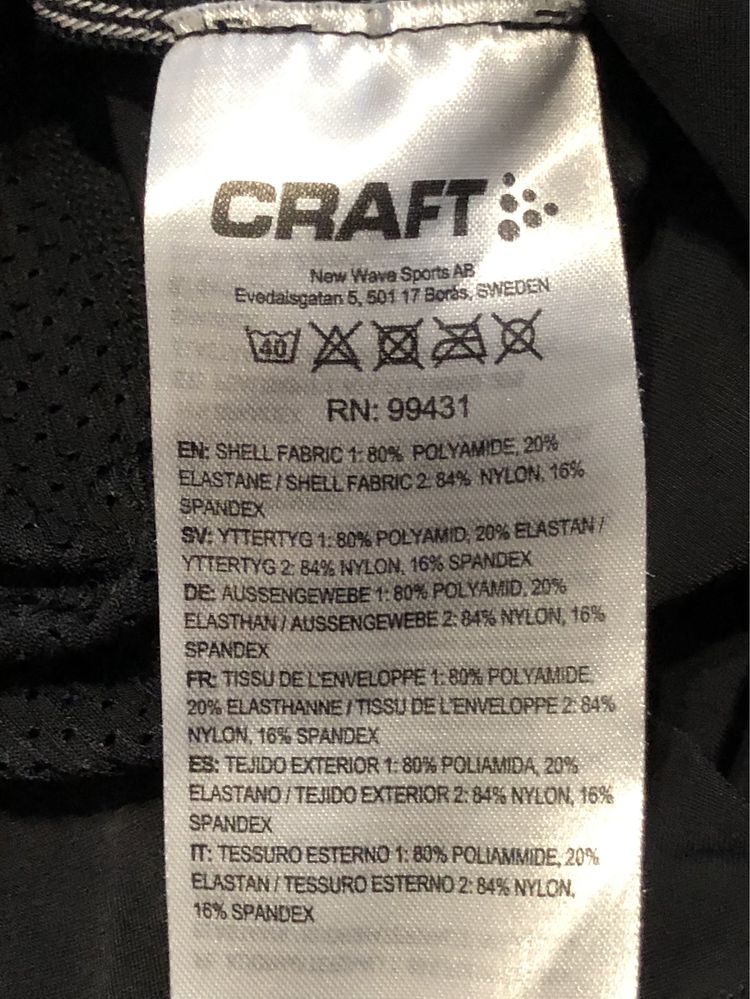 CRAFT
New Wave Sports AB
Evedalsgatan 5, 501 17 Borås, SWEDEN
40
RN: 99431
EN: SHELL FABRIC 1: 80% POLYAMIDE, 20%
ELASTANE / SHELL FABRIC 2: 84% NYLON, 16%
SPANDEX
SV: YTTERTYG 1: 80% POLYAMID, 20% ELASTAN /
YTTERTYG 2: 84% NYLON, 16% SPANDEX
DE: AUSSENGEWEBE 1: 80% POLYAMID, 20%
ELASTHAN / AUSSENGEWEBE 2: 84% NYLON, 16%
SPANDEX
FR: TISSU DE L'ENVELOPPE 1: 80% POLYAMIDE,
20% ELASTHANNE / TISSU DE L'ENVELOPPE 2: 84%
NYLON, 16% SPANDEX
ES: TEJIDO EXTERIOR 1: 80% POLIAMIDA, 20%
ELASTANO / TEJIDO EXTERIOR 2: 84% NYLON, 16%
SPANDEX
IT: TESSURO ESTERNO 1: 80% POLIAMMIDE, 20%
ELASTAN / TESSURO ESTERNO 2: 84% NYLON,
16% SPANDEX